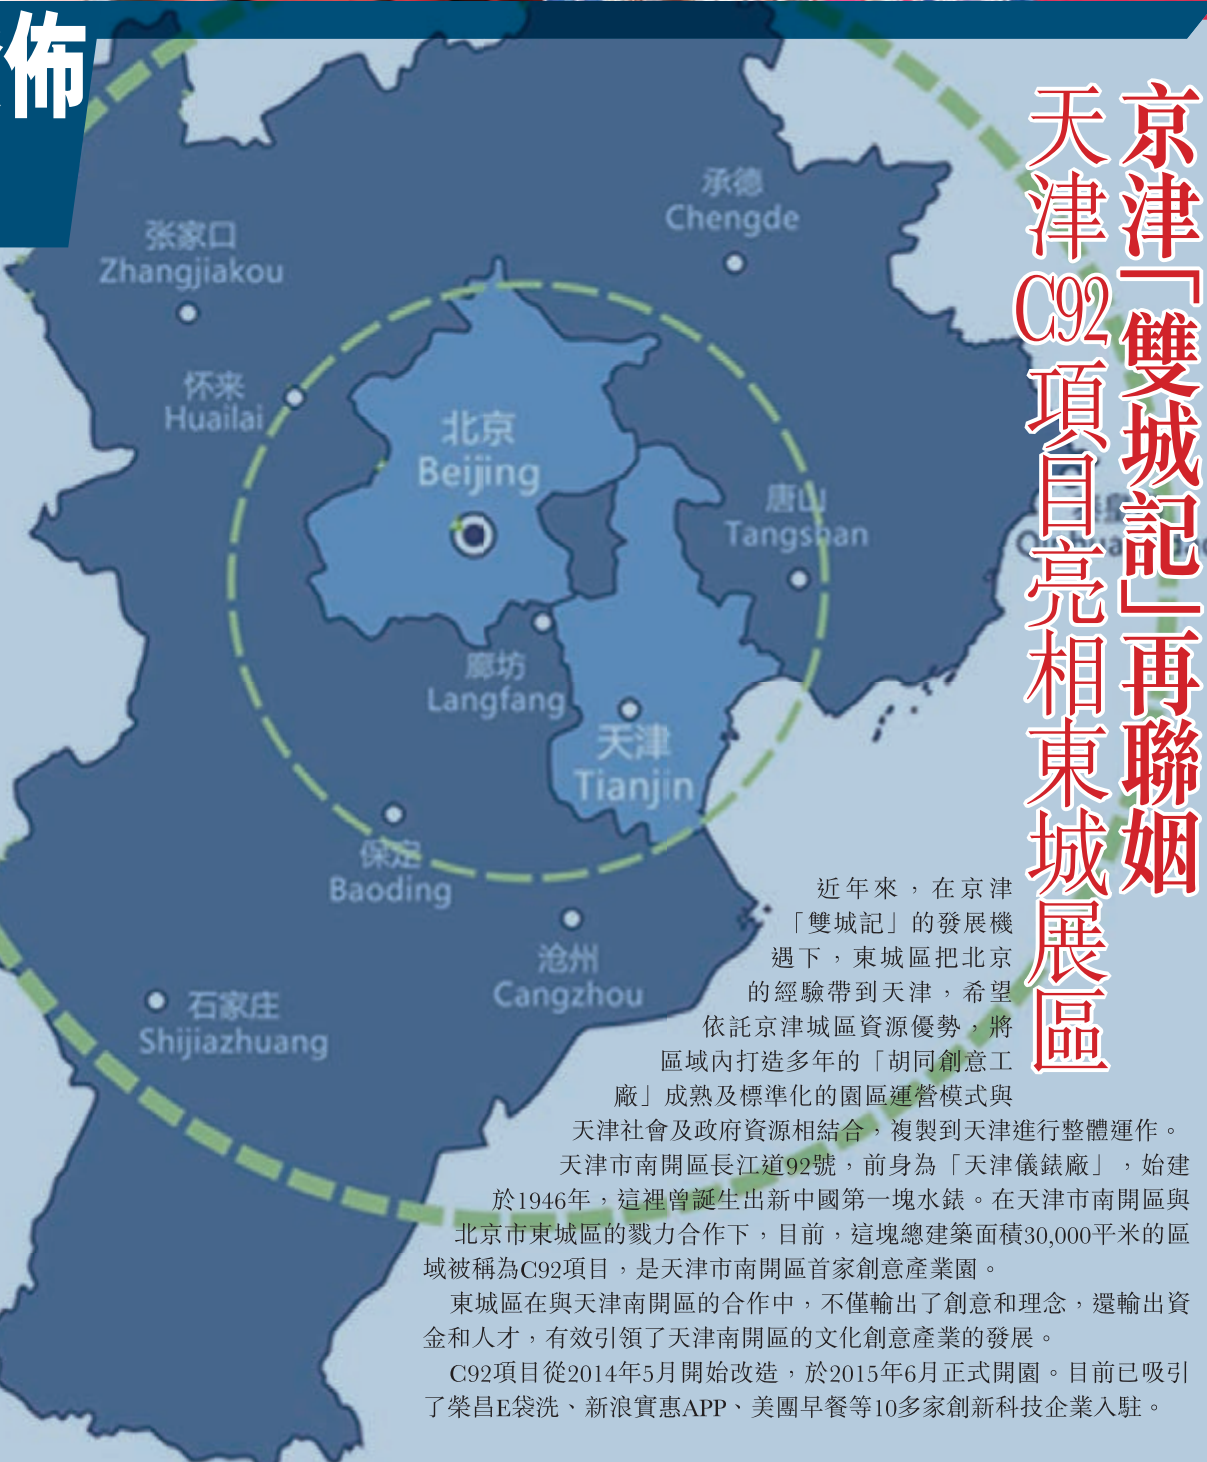 佈
京津「雙城記」再聯姻
天津C92項目亮相東城展區
承德
Chengde
张家口
Zhangjiakou
怀来
Huailai
北京
Beijing
唐山
Tangshan
廊坊
Langfang
天津
Tianjin
保定
Baoding
沧州
Cangzhou
石家庄
Shijiazhuang
近年來，在京津
「雙城記」的發展機
遇下，東城區把北京
的經驗帶到天津，希望
依託京津城區資源優勢，將
區域內打造多年的「胡同創意工
廠」成熟及標準化的園區運營模式與
天津社會及政府資源相結合，複製到天津進行整體運作。
天津市南開區長江道92號，前身為「天津儀錶廠」，始建
於1946年，這裡曾誕生出新中國第一塊水錶。在天津市南開區與
北京市東城區的戮力合作下，目前，這塊總建築面積30,000平米的區
域被稱為C92項目，是天津市南開區首家創意產業園。
東城區在與天津南開區的合作中，不僅輸出了創意和理念，還輸出資
金和人才，有效引領了天津南開區的文化創意產業的發展。
C92項目從2014年5月開始改造，於2015年6月正式開園。目前已吸引
了榮昌E袋洗、新浪實惠APP、美團早餐等10多家創新科技企業入駐。